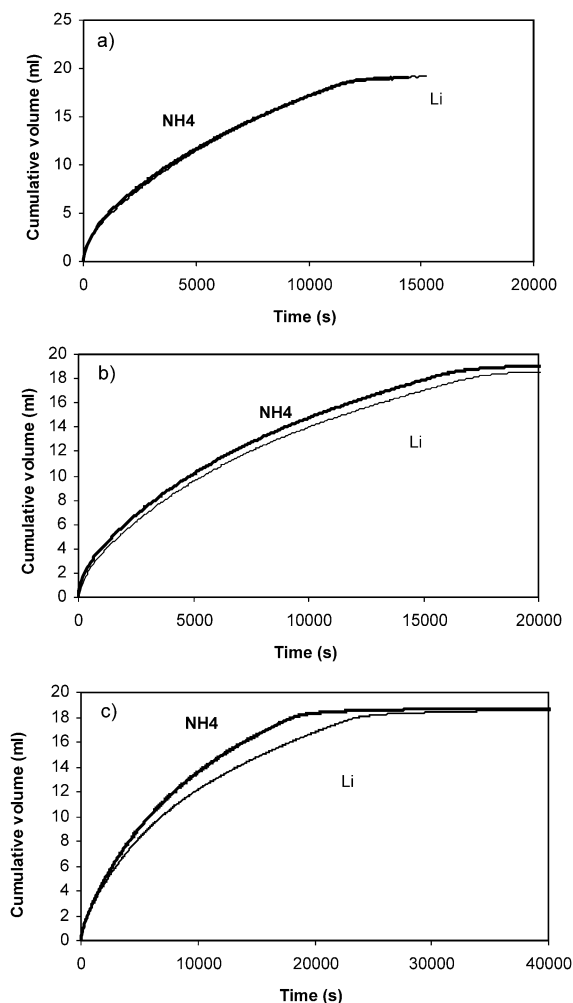 a)
25
20
15
10
5
0
Cumulative volume (ml)
NH4
Li
0 5000 10000 15000 20000
Time (s)
b)
20
18
16
14
12
10
8
6
4
2
0
Cumulative volume (ml)
NH4
Li
0 5000 10000 15000 20000
Time (s)
c)
20
18
16
14
12
10
8
6
4
2
0
Cumulative volume (ml)
NH4
Li
0 10000 20000 30000 40000
Time (s)